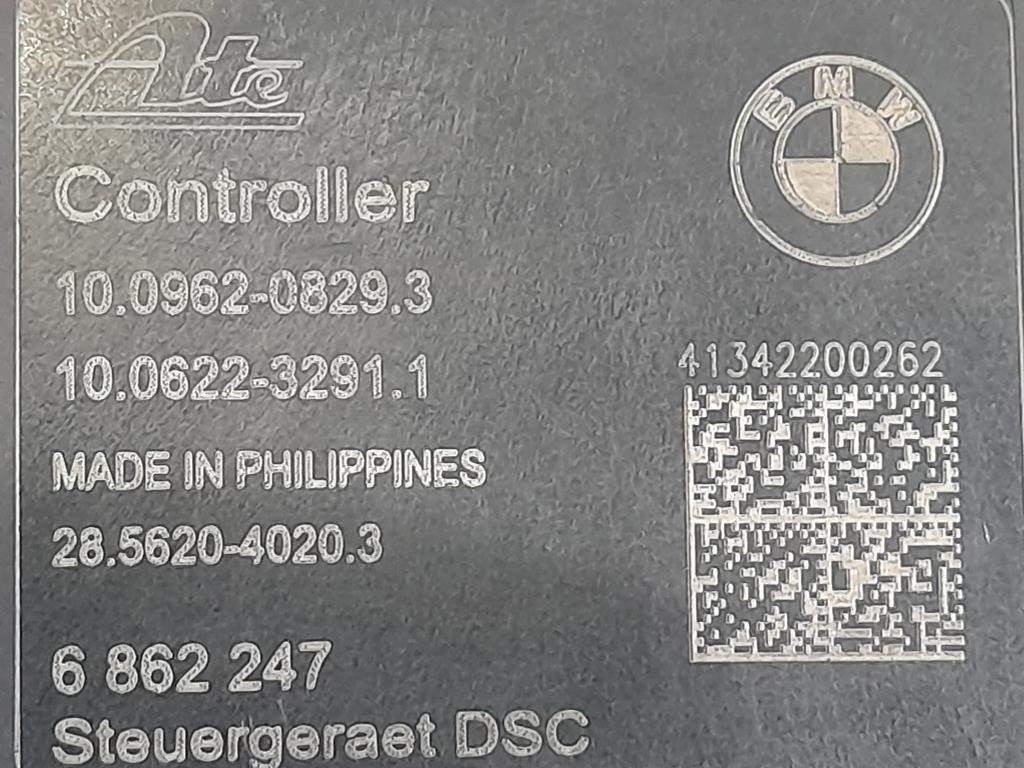 Ate
BMW
Controller
10.0962-0829.3
10.0622-3291.1
41342200262
MADE IN PHILIPPINES
28.5620-4020.3
6 862 247
Steuergeraet DSC